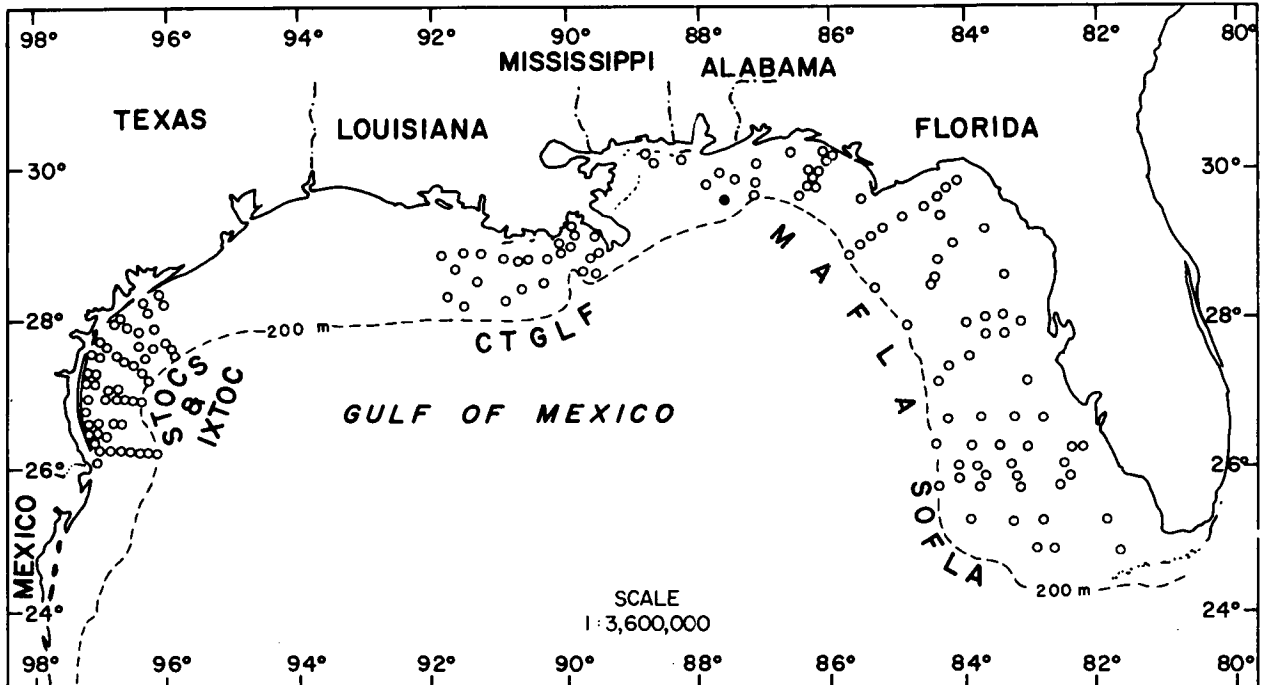 98° 96° 94° 92° 90° 88° 86° 84° 82° 80°
MISSISSIPPI ALABAMA
TEXAS LOUISIANA FLORIDA
30° 30°
28° 200 m CTGLF MAFLA 28°
STOCS & IXTOC
GULF OF MEXICO
26° 26°
MEXICO
SOFLA
200 m
24° 24°
SCALE
1:3,600,000
98° 96° 94° 92° 90° 88° 86° 84° 82° 80°